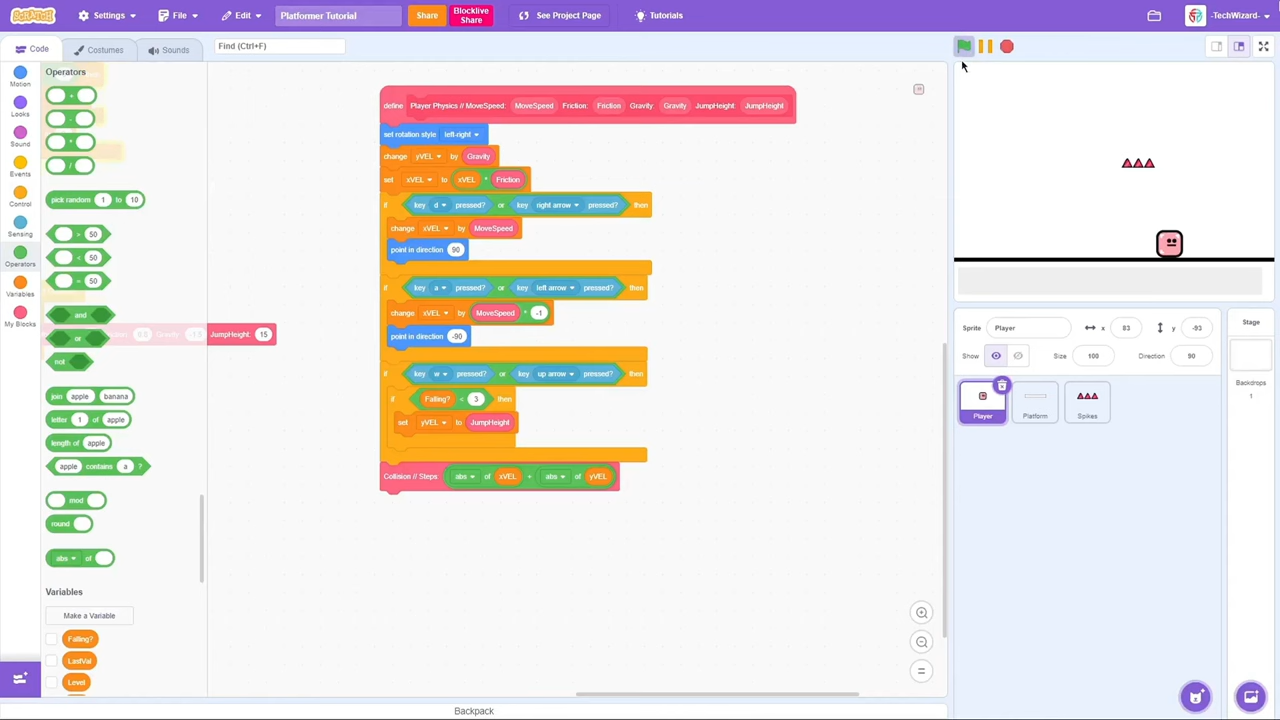 SCRATCH Settings File Edit Platformer Tutorial Share Blocklive Share See Project Page Tutorials -TechWizard-
Code Costumes Sounds Find (Ctrl+F)
Motion
Looks
Sound
Events
Control
Sensing
Operators
Variables
My Blocks
Operators
+
-
*
/
pick random 1 to 10
> 50
< 50
= 50
and
or
not
join apple banana
letter 1 of apple
length of apple
apple contains a ?
mod
round
abs of
Variables
Make a Variable
Falling?
LastVal
Level
Gravity JumpHeight: 15
define Player Physics // MoveSpeed: MoveSpeed Friction: Friction Gravity: Gravity JumpHeight: JumpHeight
set rotation style left-right
change yVEL by Gravity
set xVEL to xVEL * Friction
if key d pressed? or key right arrow pressed? then
change xVEL by MoveSpeed
point in direction 90
if key a pressed? or key left arrow pressed? then
change xVEL by MoveSpeed * -1
point in direction -90
if key w pressed? or key up arrow pressed? then
if Falling? < 3 then
set yVEL to JumpHeight
Collision // Steps: abs of xVEL + abs of yVEL
Backpack
Sprite Player x 83 y -93
Show Size 100 Direction 90
Player
Platform
Spikes
Stage
Backdrops
1